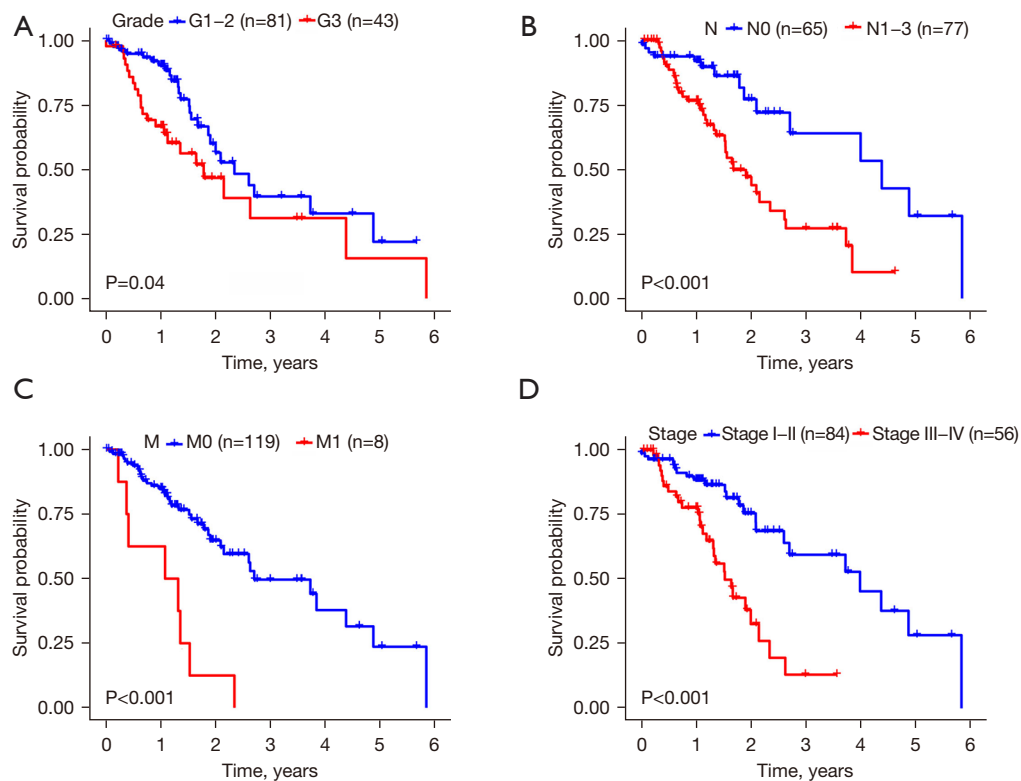 A
Grade G1–2 (n=81) G3 (n=43)
1.00
0.75
0.50
0.25
0.00
Survival probability
P=0.04
0 1 2 3 4 5 6
Time, years
B
N N0 (n=65) N1–3 (n=77)
1.00
0.75
0.50
0.25
0.00
Survival probability
P<0.001
0 1 2 3 4 5 6
Time, years
C
M M0 (n=119) M1 (n=8)
1.00
0.75
0.50
0.25
0.00
Survival probability
P<0.001
0 1 2 3 4 5 6
Time, years
D
Stage Stage I–II (n=84) Stage III–IV (n=56)
1.00
0.75
0.50
0.25
0.00
Survival probability
P<0.001
0 1 2 3 4 5 6
Time, years